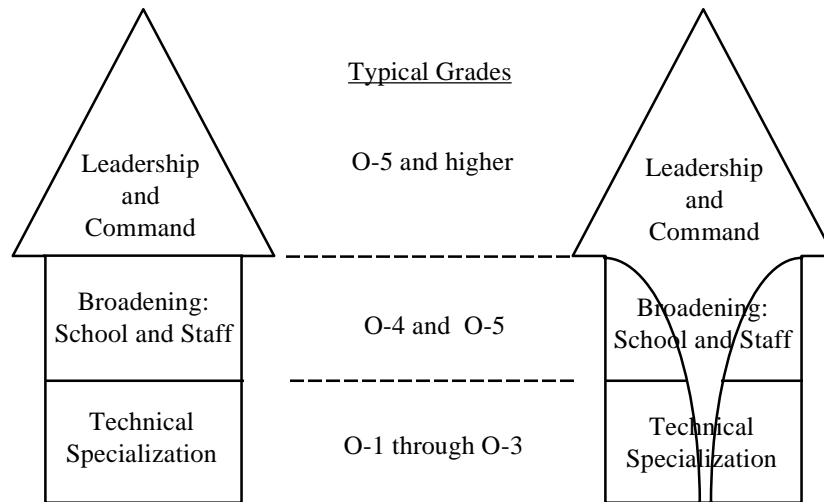 Typical Grades
Leadership
and
Command
O-5 and higher
Leadership
and
Command
Broadening:
School and Staff
O-4 and O-5
Broadening:
School and Staff
Technical
Specialization
O-1 through O-3
Technical
Specialization